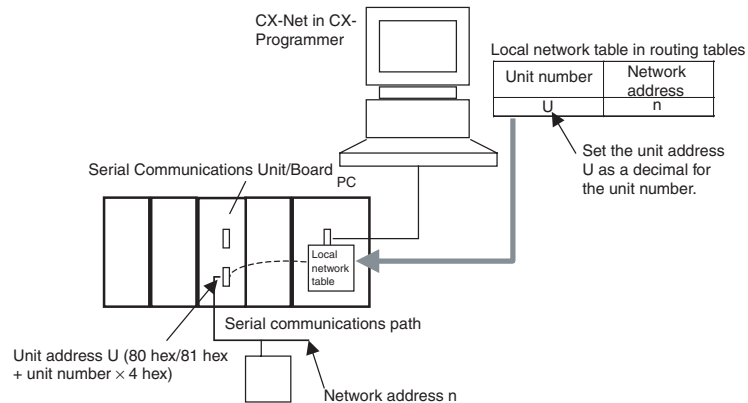 CX-Net in CX-
Programmer
Local network table in routing tables
Unit number
Network
address
U
n
Set the unit address
U as a decimal for
the unit number.
Serial Communications Unit/Board
PC
Local
network
table
Serial communications path
Unit address U (80 hex/81 hex
+ unit number × 4 hex)
Network address n